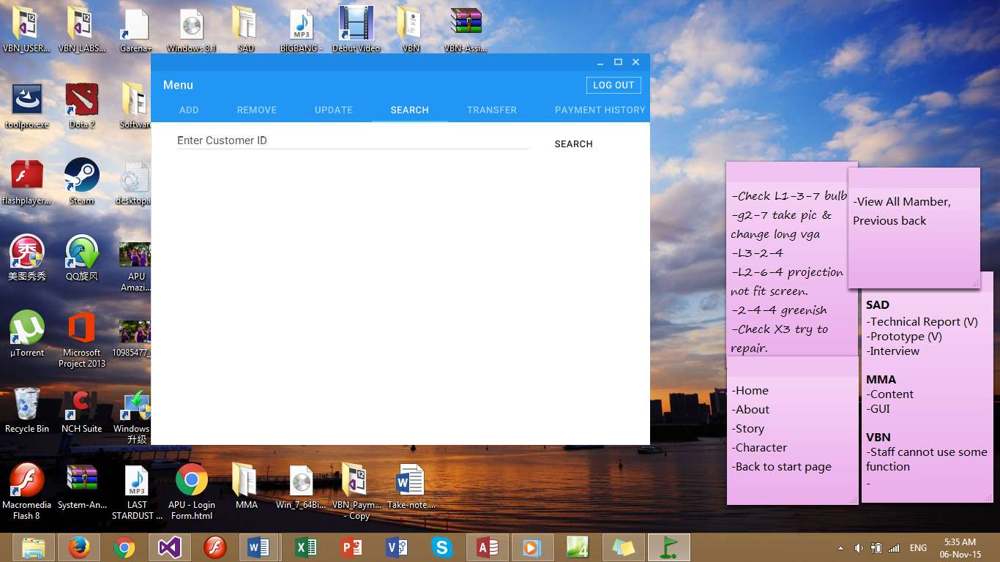 VBN_USER...
VBN_LABS...
Garena+
Windows 8.1
SAD
BIGBANG -
Debut Video
VBN
VBN-Assi...
MP3
Menu
LOG OUT
ADD
REMOVE
UPDATE
SEARCH
TRANSFER
PAYMENT HISTORY
Enter Customer ID
SEARCH
toolpro.exe
Dota 2
Software
flashplayer...
Steam
desktop.i
秀
美图秀秀
QQ旋风
APU
Amazi...
µTorrent
Microsoft
Project 2013
10985477_
Recycle Bin
NCH Suite
Windows
升级
-Check L1-3-7 bulb
-g2-7 take pic &
change long vga
-L3-2-4
-L2-6-4 projection
not fit screen.
-2-4-4 greenish
-Check X3 try to
repair.
-View All Mamber,
Previous back
SAD
-Technical Report (V)
-Prototype (V)
-Interview
MMA
-Content
-GUI
VBN
-Staff cannot use some
function
-
-Home
-About
-Story
-Character
-Back to start page
Macromedia
Flash 8
System-An...
MP3
LAST
STARDUST ...
APU - Login
Form.html
MMA
Win_7_64Bi...
VBN_Paym...
- Copy
Take-note....
ENG
5:35 AM
06-Nov-15